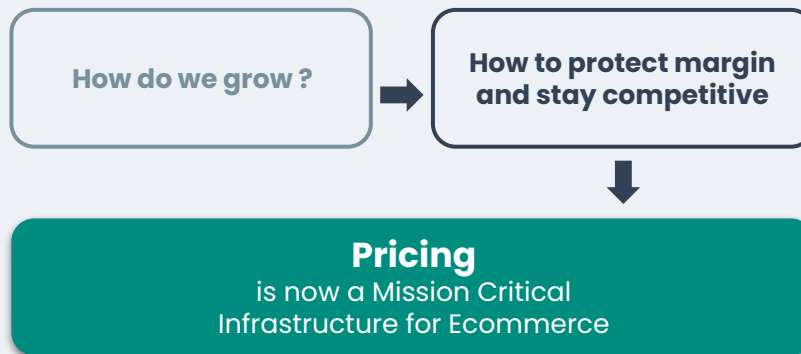 How do we grow ?
How to protect margin
and stay competitive
Pricing
is now a Mission Critical
Infrastructure for Ecommerce